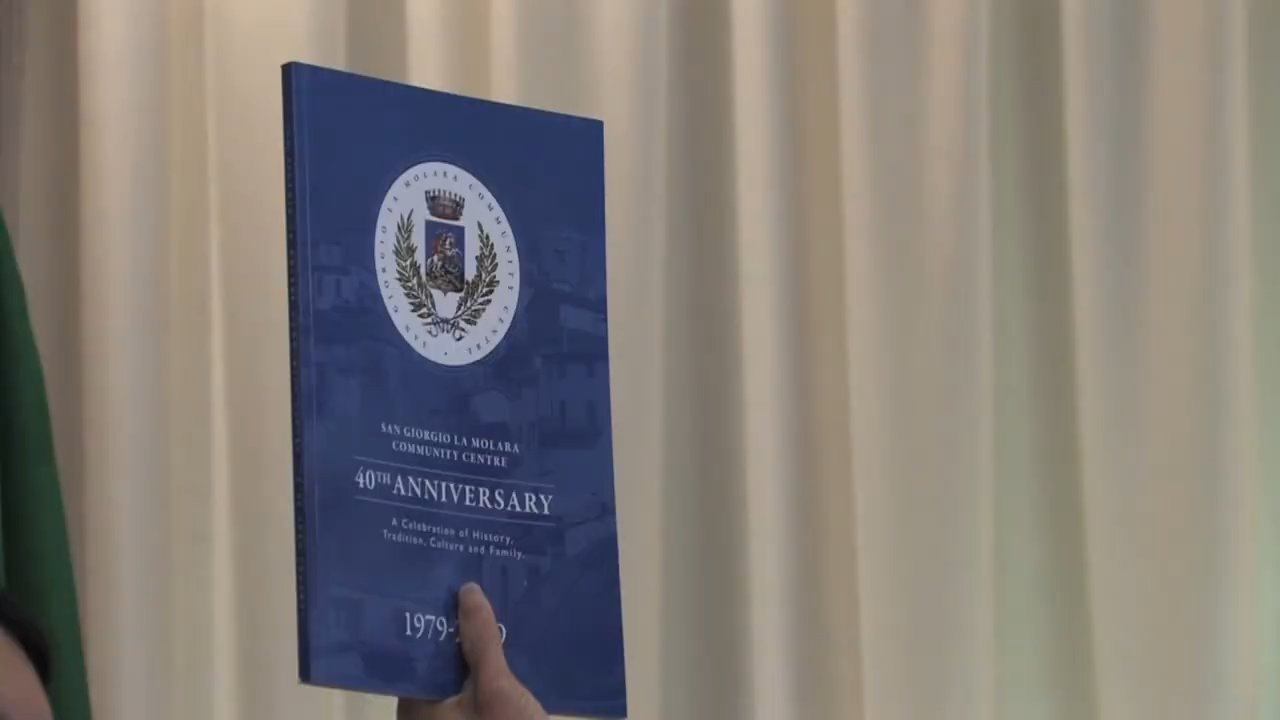 SAN GIORGIO LA MOLARA COMMUNITY CENTRE
SAN GIORGIO LA MOLARA
COMMUNITY CENTRE
40TH ANNIVERSARY
A Celebration of History,
Tradition, Culture and Family.
1979-